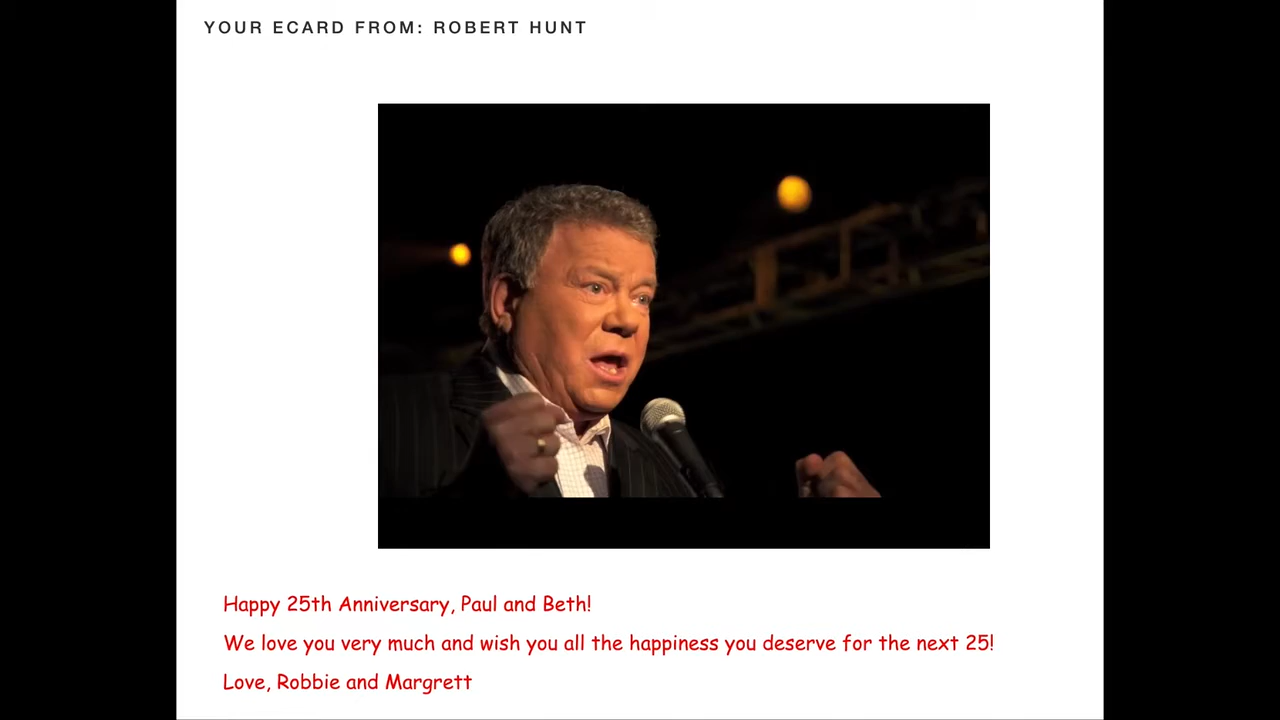 YOUR ECARD FROM: ROBERT HUNT
Happy 25th Anniversary, Paul and Beth!
We love you very much and wish you all the happiness you deserve for the next 25!
Love, Robbie and Margrett